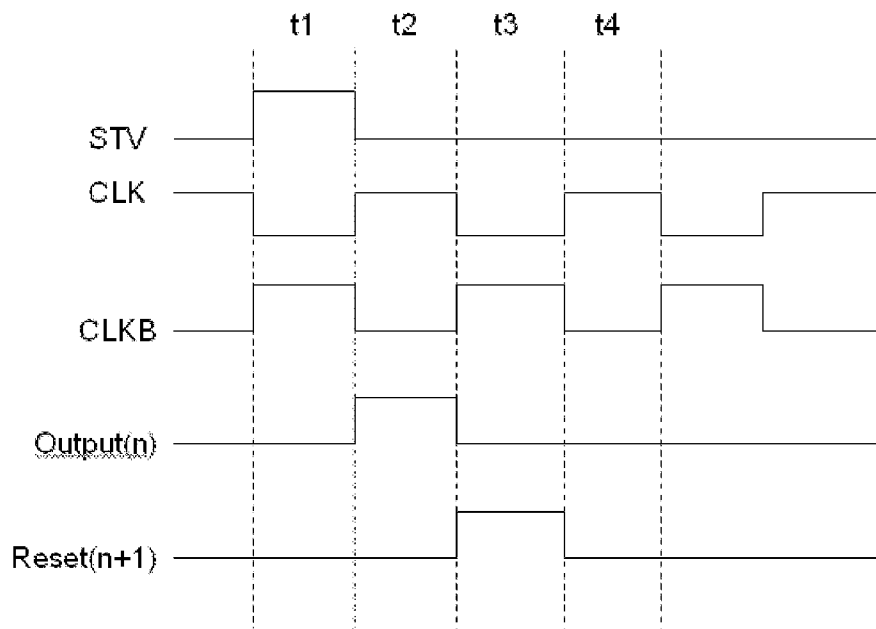 t1 t2 t3 t4
STV
CLK
CLKB
Output(n)
Reset(n+1)